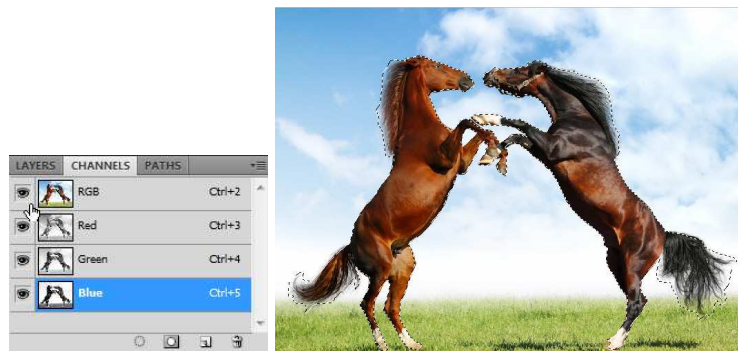 LAYERS CHANNELS PATHS
RGB Ctrl+2
Red Ctrl+3
Green Ctrl+4
Blue Ctrl+5